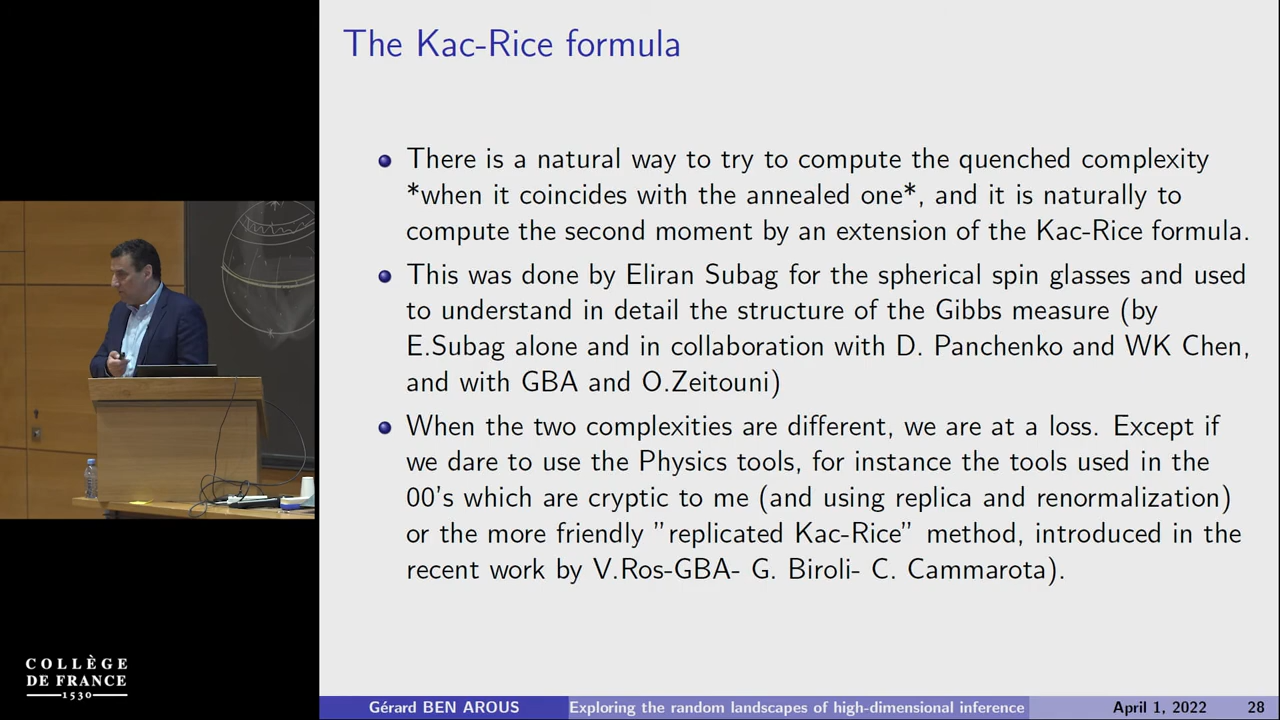 The Kac-Rice formula
There is a natural way to try to compute the quenched complexity
*when it coincides with the annealed one*, and it is naturally to
compute the second moment by an extension of the Kac-Rice formula.
This was done by Eliran Subag for the spherical spin glasses and used
to understand in detail the structure of the Gibbs measure (by
E.Subag alone and in collaboration with D. Panchenko and WK Chen,
and with GBA and O.Zeitouni)
When the two complexities are different, we are at a loss. Except if
we dare to use the Physics tools, for instance the tools used in the
00's which are cryptic to me (and using replica and renormalization)
or the more friendly "replicated Kac-Rice" method, introduced in the
recent work by V.Ros-GBA- G. Biroli- C. Cammarota).
COLLÈGE
DE FRANCE
1530
Gérard BEN AROUS Exploring the random landscapes of high-dimensional inference April 1, 2022 28